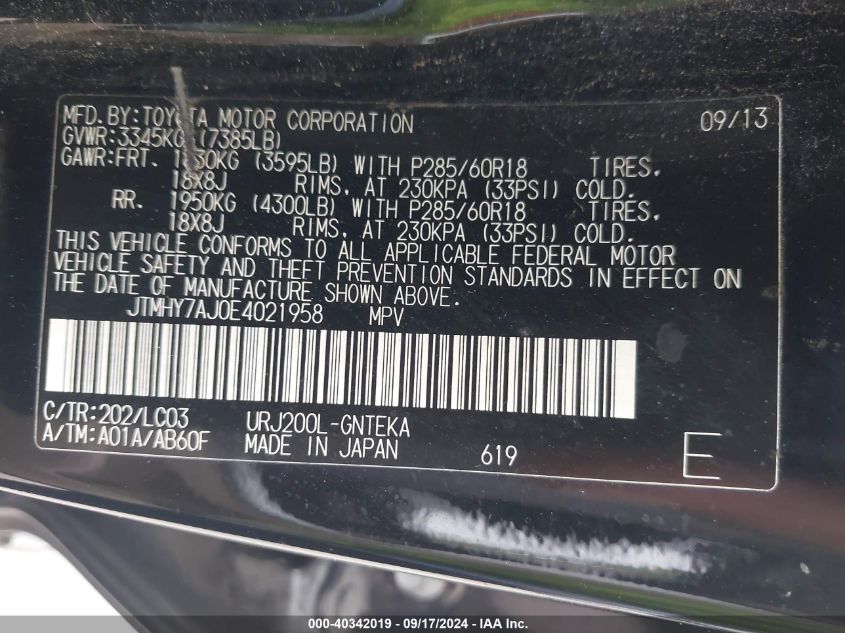 MFD.BY:TOYOTA MOTOR CORPORATION 09/13
GVWR:3345KG (7385LB)
GAWR:FRT. 1630KG (3595LB) WITH P285/60R18 TIRES.
18X8J RIMS. AT 230KPA (33PSI) COLD.
RR. 1950KG (4300LB) WITH P285/60R18 TIRES.
18X8J RIMS. AT 230KPA (33PSI) COLD.
THIS VEHICLE CONFORMS TO ALL APPLICABLE FEDERAL MOTOR
VEHICLE SAFETY AND THEFT PREVENTION STANDARDS IN EFFECT ON
THE DATE OF MANUFACTURE SHOWN ABOVE.
JTMHY7AJ0E4021958 MPV
C/TR:202/LC03 URJ200L-GNTEKA
A/TM:A01A/AB60F MADE IN JAPAN 619 E
000-40342019 - 09/17/2024 - IAA Inc.